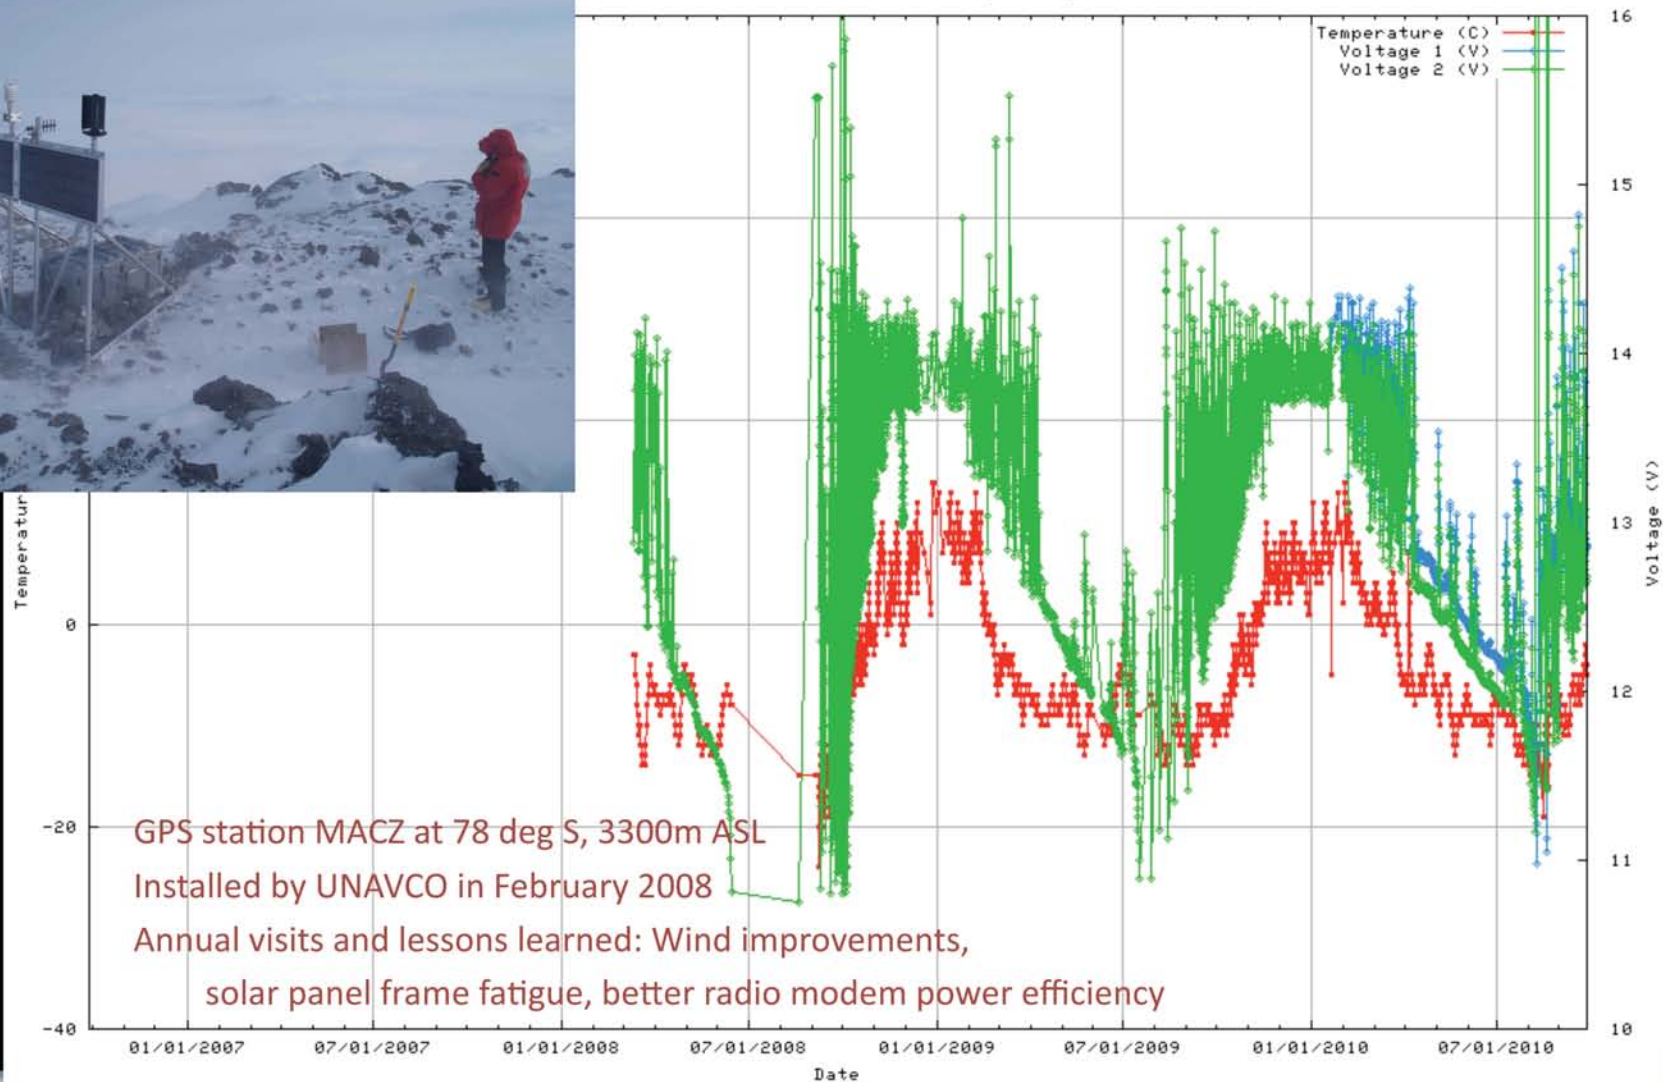 16
Temperature (C)
Voltage 1 (V)
Voltage 2 (V)
15
14
13
12
11
10
Voltage (V)
Temperatur
0
-20
-40
GPS station MACZ at 78 deg S, 3300m ASL
Installed by UNAVCO in February 2008
Annual visits and lessons learned: Wind improvements,
solar panel frame fatigue, better radio modem power efficiency
01/01/2007 07/01/2007 01/01/2008 07/01/2008 01/01/2009 07/01/2009 01/01/2010 07/01/2010
Date